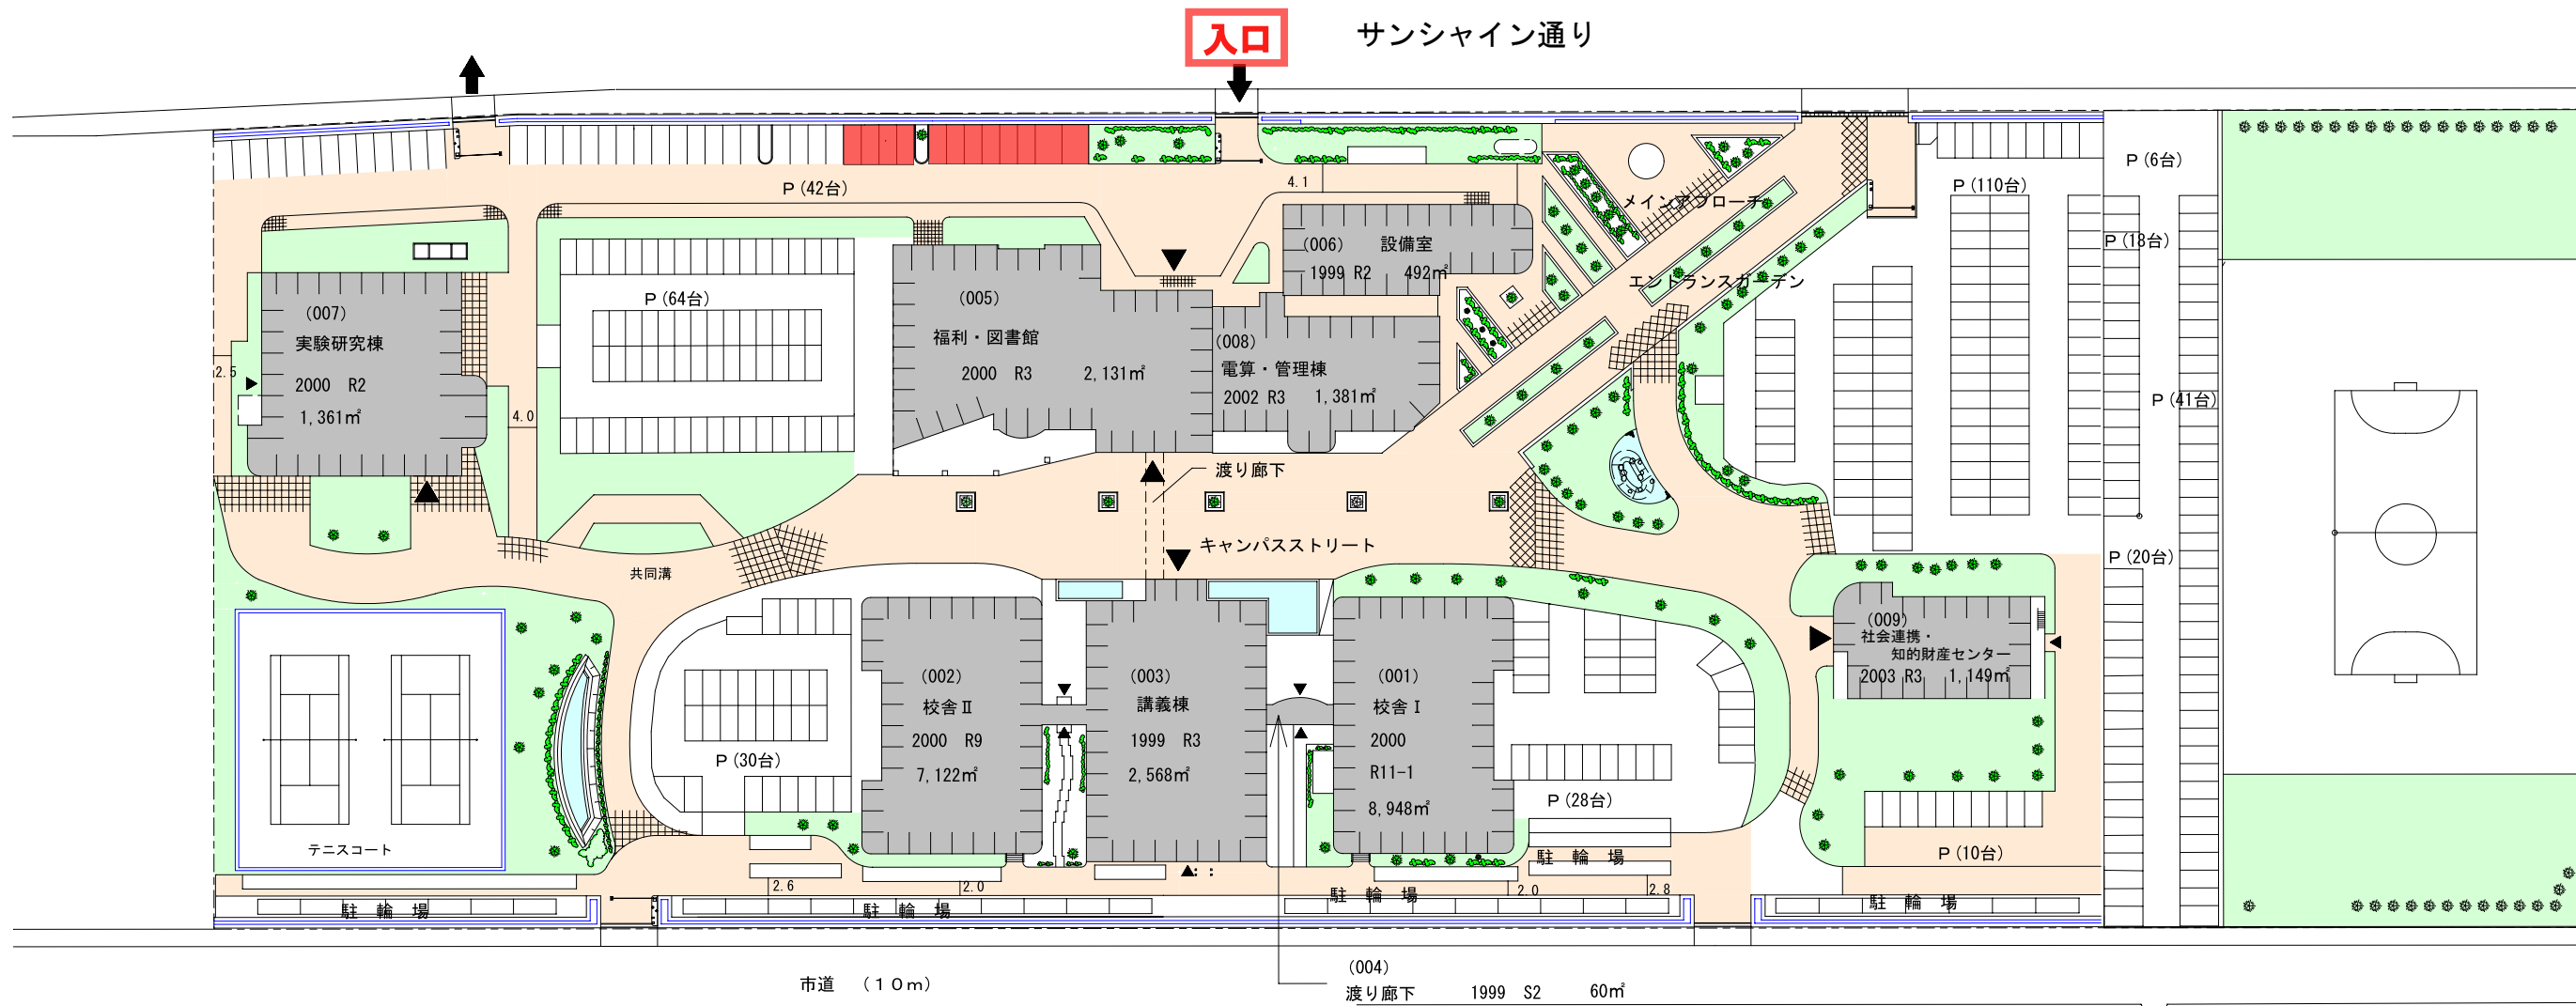 入口
サンシャイン通り
P(42台)
4.1
メインアプローチ
P(110台)
P(6台)
P(18台)
(006) 設備室
1999 R2 492㎡
エントランスガーデン
(007)
実験研究棟
2000 R2
1,361㎡
2.5
P(64台)
4.0
(005)
福利・図書館
2000 R3 2,131㎡
(008)
電算・管理棟
2002 R3 1,381㎡
P(41台)
渡り廊下
キャンパスストリート
共同溝
P(20台)
(009)
社会連携・
知的財産センター
2003 R3 1,149㎡
(002)
校舎Ⅱ
2000 R9
7,122㎡
(003)
講義棟
1999 R3
2,568㎡
(001)
校舎Ⅰ
2000
R11-1
8,948㎡
P(30台)
P(28台)
テニスコート
P(10台)
駐 輪 場
2.6
2.0
駐 輪 場
2.0
2.8
駐 輪 場
駐 輪 場
駐 輪 場
市道 (10m)
(004)
渡り廊下 1999 S2 60㎡